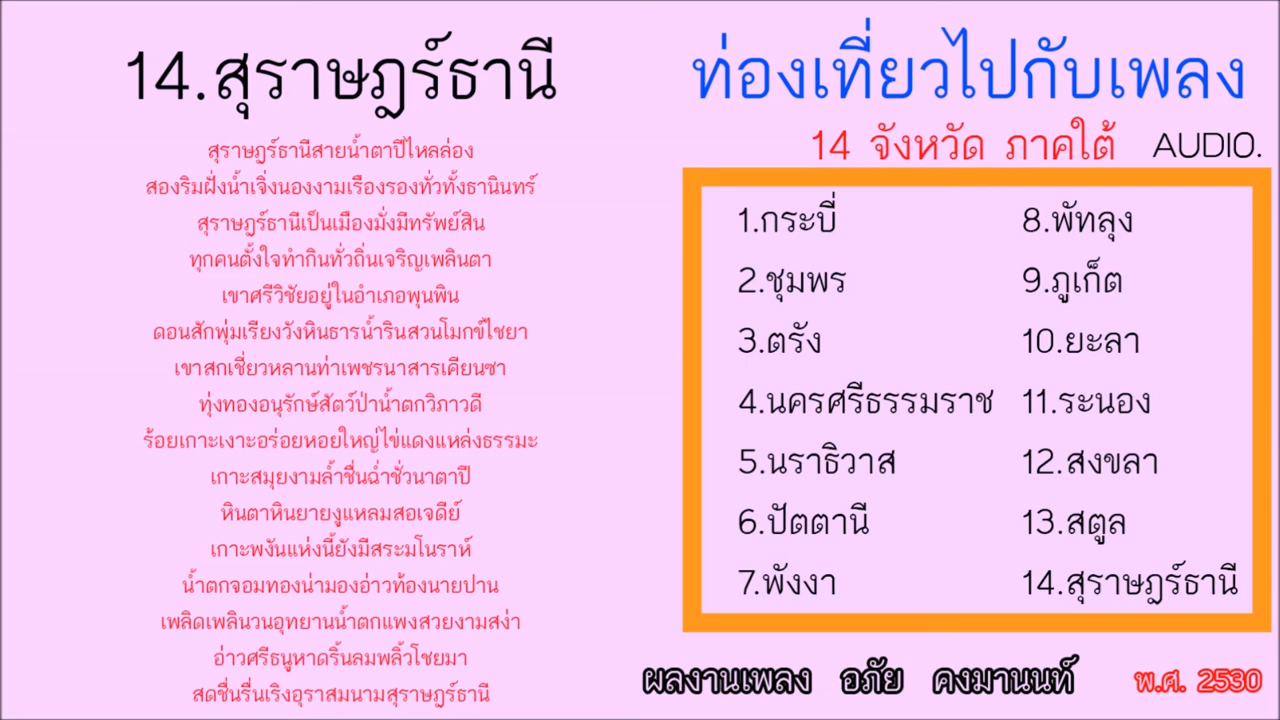 14.สุราษฎร์ธานี
สุราษฎร์ธานีสายน้ำตาปีไหลล่อง
สองริมฝั่งน้ำเจิ่งนองงามเรืองรองทั่วทั้งธานินทร์
สุราษฎร์ธานีเป็นเมืองมั่งมีทรัพย์สิน
ทุกคนตั้งใจทำกินทั่วถิ่นเจริญเพลินตา
เขาศรีวิชัยอยู่ในอำเภอพุนพิน
ดอนสักพุ่มเรียงวังหินธารน้ำรินสวนโมกข์ไชยา
เขาสกเชี่ยวหลานท่าเพชรนาสารเคียนซา
ทุ่งทองอนุรักษ์สัตว์ป่าน้ำตกวิภาวดี
ร้อยเกาะเงาะอร่อยหอยใหญ่ไข่แดงแหล่งธรรมะ
เกาะสมุยงามล้ำชื่นฉ่ำชั่วนาตาปี
หินตาหินยายงูแหลมสอเจดีย์
เกาะพงันแห่งนี้ยังมีสระมโนราห์
น้ำตกจอมทองน่ามองอ่าวท้องนายปาน
เพลิดเพลินวนอุทยานน้ำตกแพงสวยงามสง่า
อ่าวศรีธนูหาดริ้นลมพลิ้วโชยมา
สดชื่นรื่นเริงอุราสมนามสุราษฎร์ธานี
ท่องเที่ยวไปกับเพลง
14 จังหวัด ภาคใต้ AUDIO.
1.กระบี่
2.ชุมพร
3.ตรัง
4.นครศรีธรรมราช
5.นราธิวาส
6.ปัตตานี
7.พังงา
8.พัทลุง
9.ภูเก็ต
10.ยะลา
11.ระนอง
12.สงขลา
13.สตูล
14.สุราษฎร์ธานี
ผลงานเพลง อภัย คงมานนท์ พ.ศ. 2530